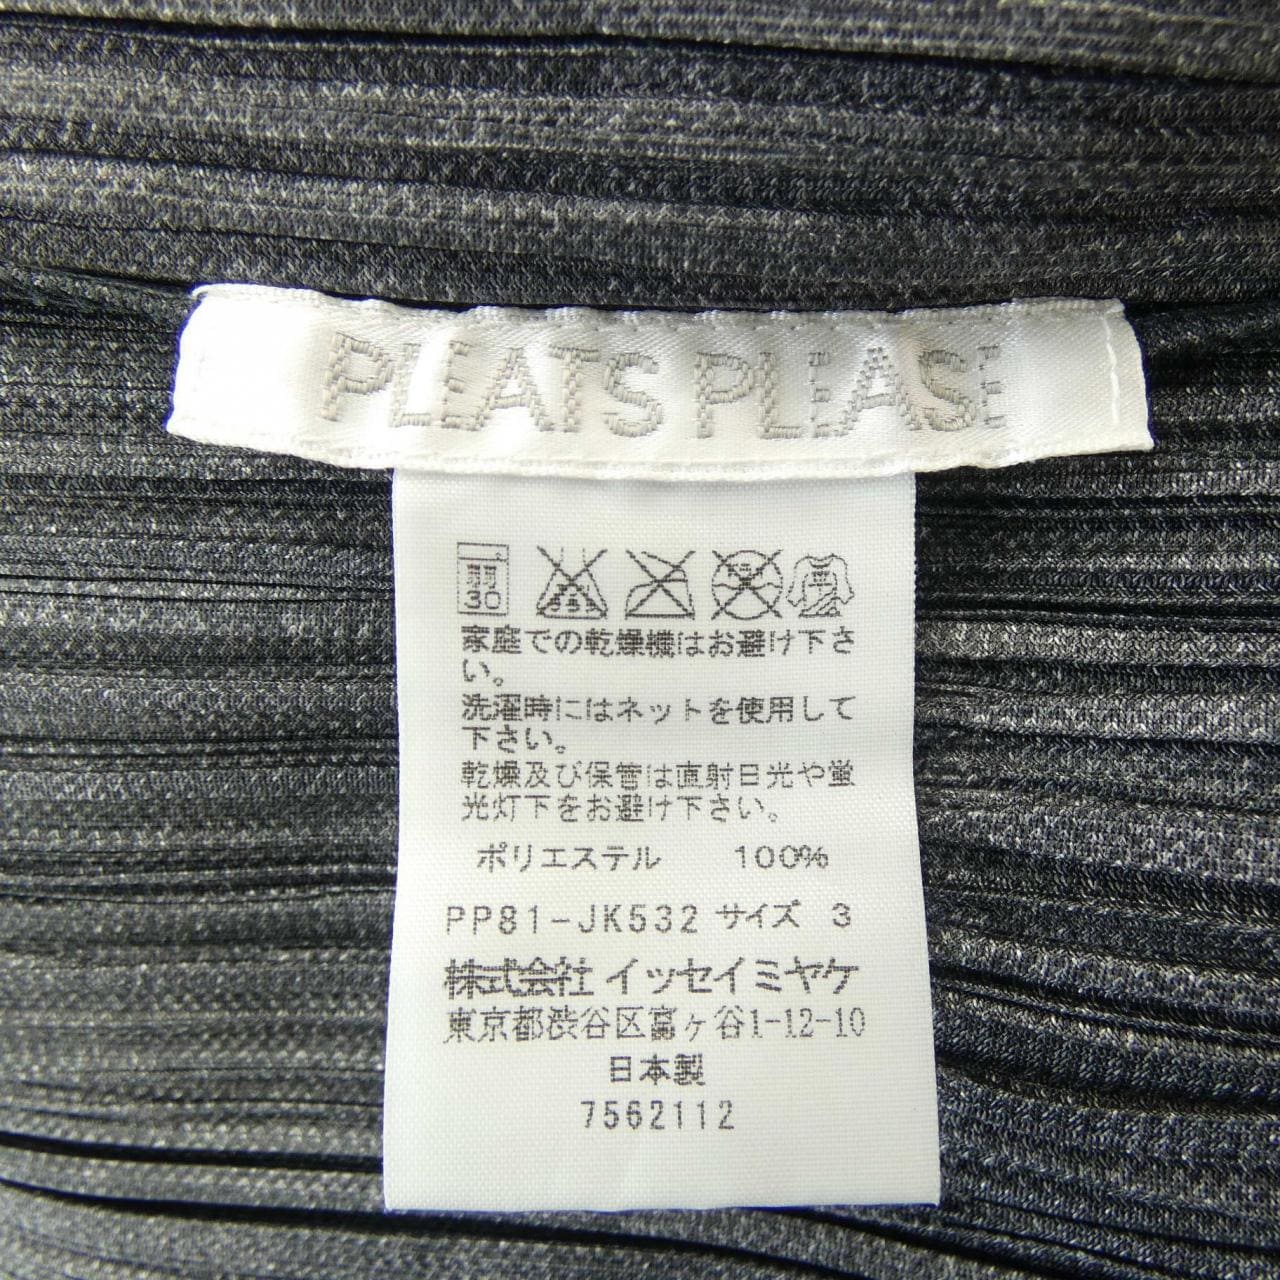 PLEATS PLEASE
弱
30
家庭での乾燥機はお避け下さ
い。
洗濯時にはネットを使用して
下さい。
乾燥及び保管は直射日光や蛍
光灯下をお避け下さい。
ポリエステル 100%
PP81-JK532 サイズ 3
株式会社 イッセイミヤケ
東京都渋谷区富ヶ谷1-12-10
日本製
7562112